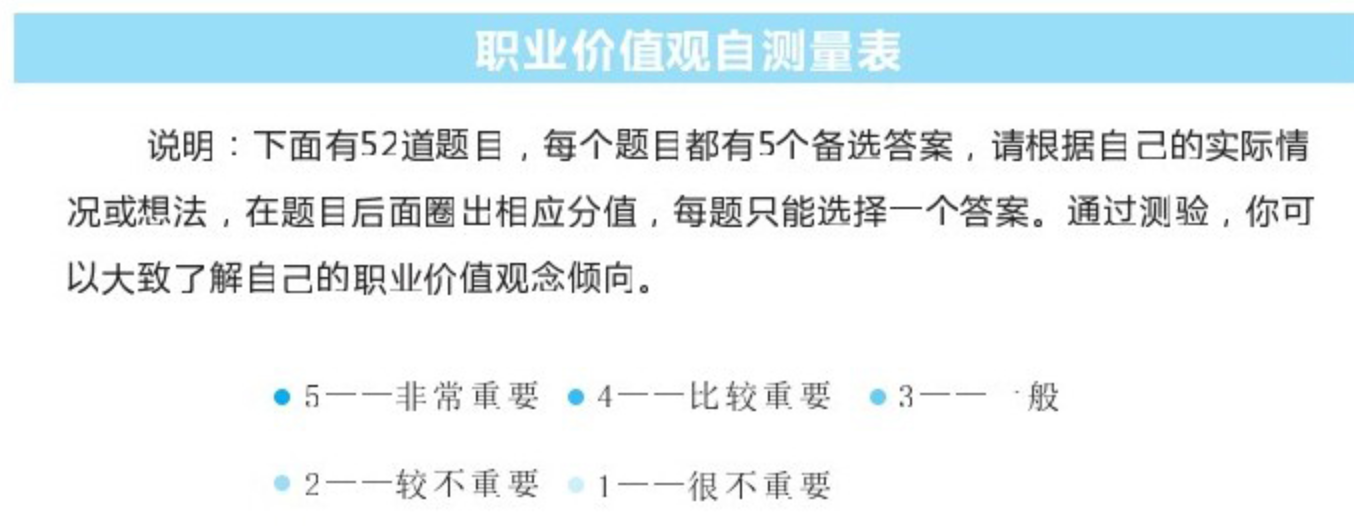 职业价值观自测量表
说明：下面有52道题目，每个题目都有5个备选答案，请根据自己的实际情
况或想法，在题目后面圈出相应分值，每题只能选择一个答案。通过测验，你可
以大致了解自己的职业价值观念倾向。
5——非常重要 4——比较重要 3——一般
2——较不重要 1——很不重要